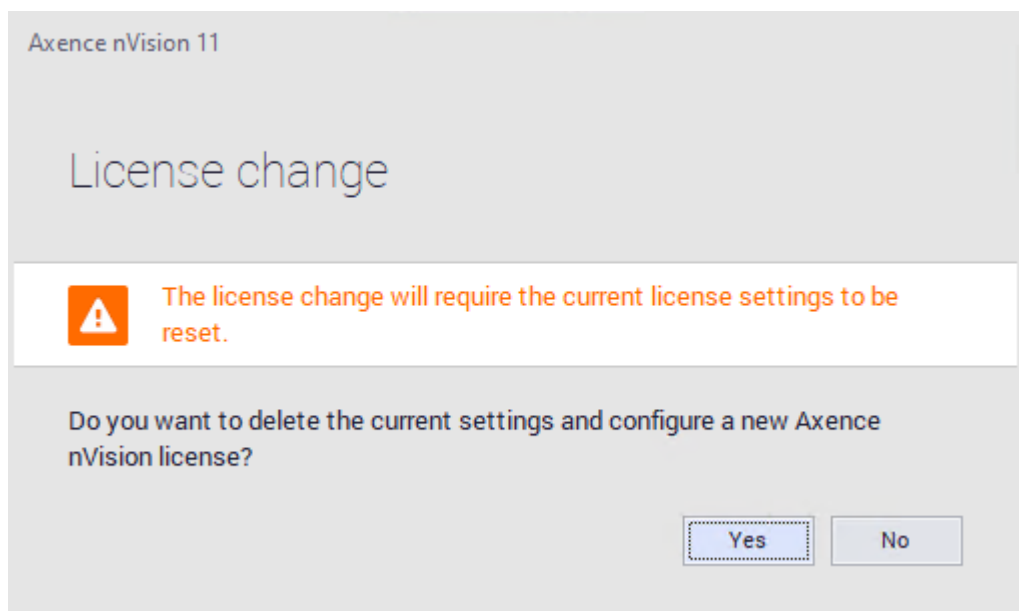 Axence nVision 11
License change
The license change will require the current license settings to be
reset.
Do you want to delete the current settings and configure a new Axence
nVision license?
Yes
No